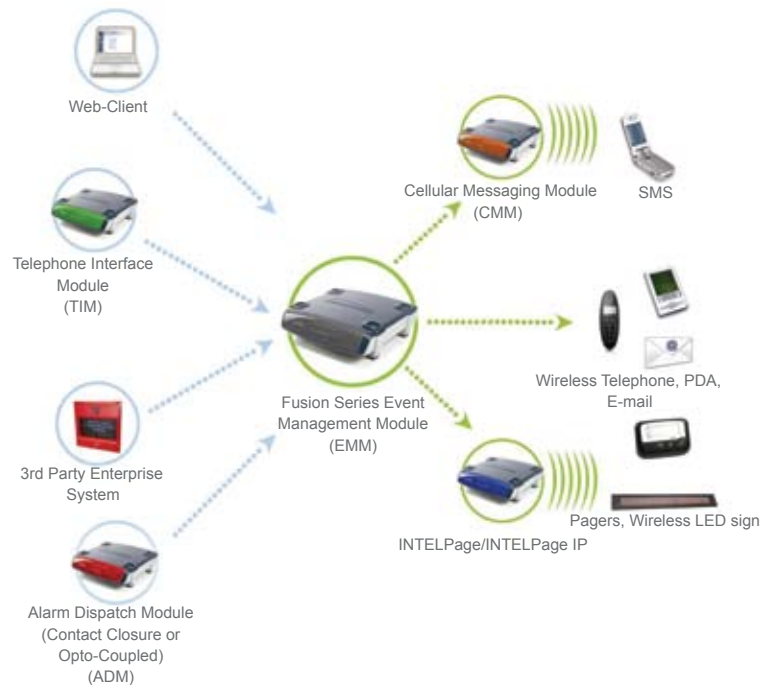 Web-Client
Telephone Interface
Module
(TIM)
3rd Party Enterprise
System
Alarm Dispatch Module
(Contact Closure or
Opto-Coupled)
(ADM)
Fusion Series Event
Management Module
(EMM)
Cellular Messaging Module
(CMM)
SMS
Wireless Telephone, PDA,
E-mail
Pagers, Wireless LED sign
INTELPage/INTELPage IP